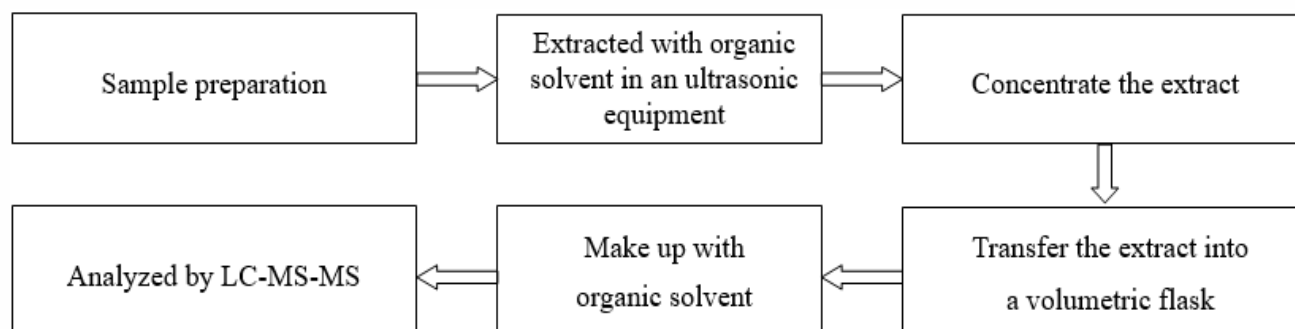 Sample preparation
Extracted with organic
solvent in an ultrasonic
equipment
Concentrate the extract
Transfer the extract into
a volumetric flask
Make up with
organic solvent
Analyzed by LC-MS-MS